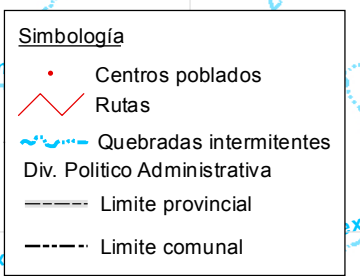 Simbología
Centros poblados
Rutas
Quebradas intermitentes
Div. Politico Administrativa
Limite provincial
Limite comunal